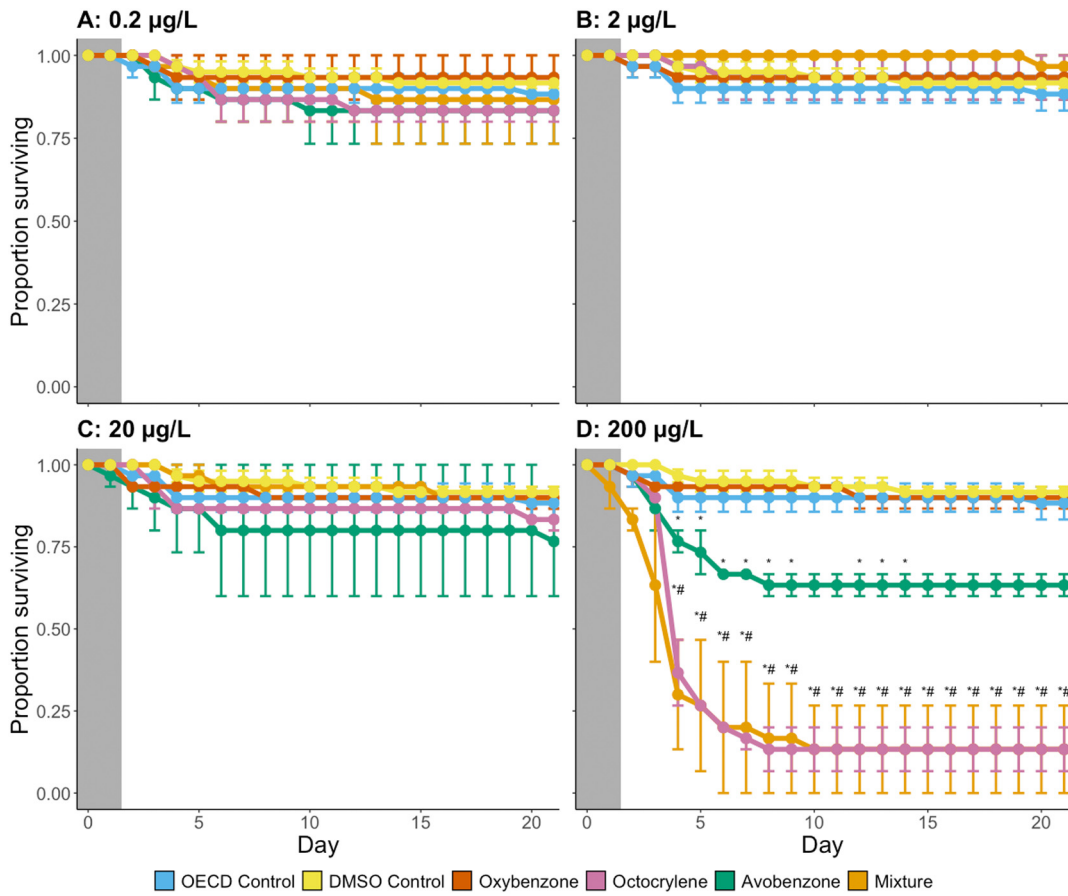 A: 0.2 µg/L
B: 2 µg/L
Proportion surviving
1.00
0.75
0.50
0.25
0.00
C: 20 µg/L
D: 200 µg/L
Proportion surviving
1.00
0.75
0.50
0.25
0.00
* *
* * * * * * *
*#
*#
*# *#
*# *#
*# *# *# *# *# *# *# *# *# *# *# *#
0 5 10 15 20
0 5 10 15 20
Day
Day
OECD Control DMSO Control Oxybenzone Octocrylene Avobenzone Mixture